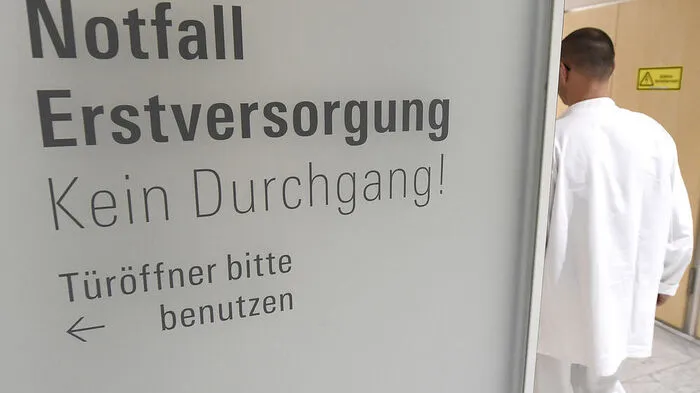 Notfall
Erstversorgung
Kein Durchgang!
Türöffner bitte
← benutzen